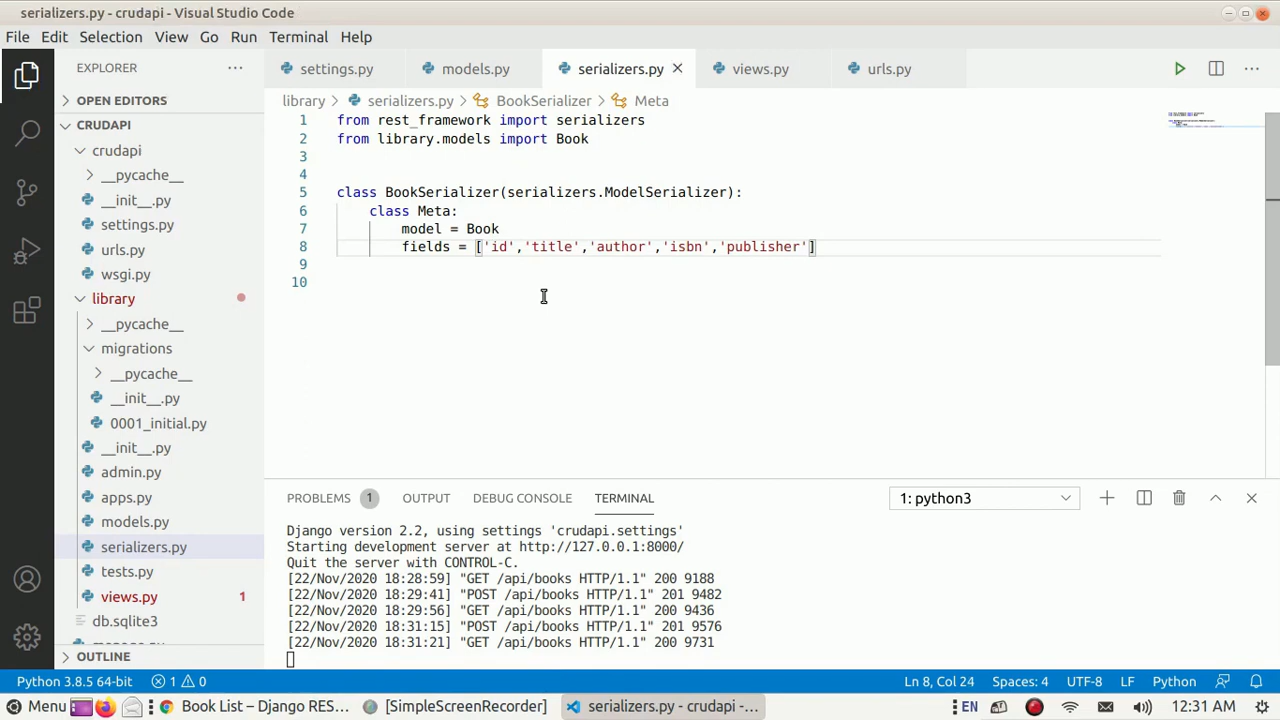 serializers.py - crudapi - Visual Studio Code
File Edit Selection View Go Run Terminal Help
EXPLORER ···
settings.py models.py serializers.py views.py urls.py
OPEN EDITORS
CRUDAPI
crudapi
__pycache__
__init__.py
settings.py
urls.py
wsgi.py
library
__pycache__
migrations
__pycache__
__init__.py
0001_initial.py
__init__.py
admin.py
apps.py
models.py
serializers.py
tests.py
views.py 1
db.sqlite3
OUTLINE
library > serializers.py > BookSerializer > Meta
1 from rest_framework import serializers
2 from library.models import Book
3
4
5 class BookSerializer(serializers.ModelSerializer):
6 class Meta:
7 model = Book
8 fields = ['id','title','author','isbn','publisher']
9
10
PROBLEMS 1 OUTPUT DEBUG CONSOLE TERMINAL 1: python3
Django version 2.2, using settings 'crudapi.settings'
Starting development server at http://127.0.0.1:8000/
Quit the server with CONTROL-C.
[22/Nov/2020 18:28:59] "GET /api/books HTTP/1.1" 200 9188
[22/Nov/2020 18:29:41] "POST /api/books HTTP/1.1" 201 9482
[22/Nov/2020 18:29:56] "GET /api/books HTTP/1.1" 200 9436
[22/Nov/2020 18:31:15] "POST /api/books HTTP/1.1" 201 9576
[22/Nov/2020 18:31:21] "GET /api/books HTTP/1.1" 200 9731
Python 3.8.5 64-bit 1 0 Ln 8, Col 24 Spaces: 4 UTF-8 LF Python
Menu Book List – Django RES... [SimpleScreenRecorder] serializers.py - crudapi -... EN 12:31 AM